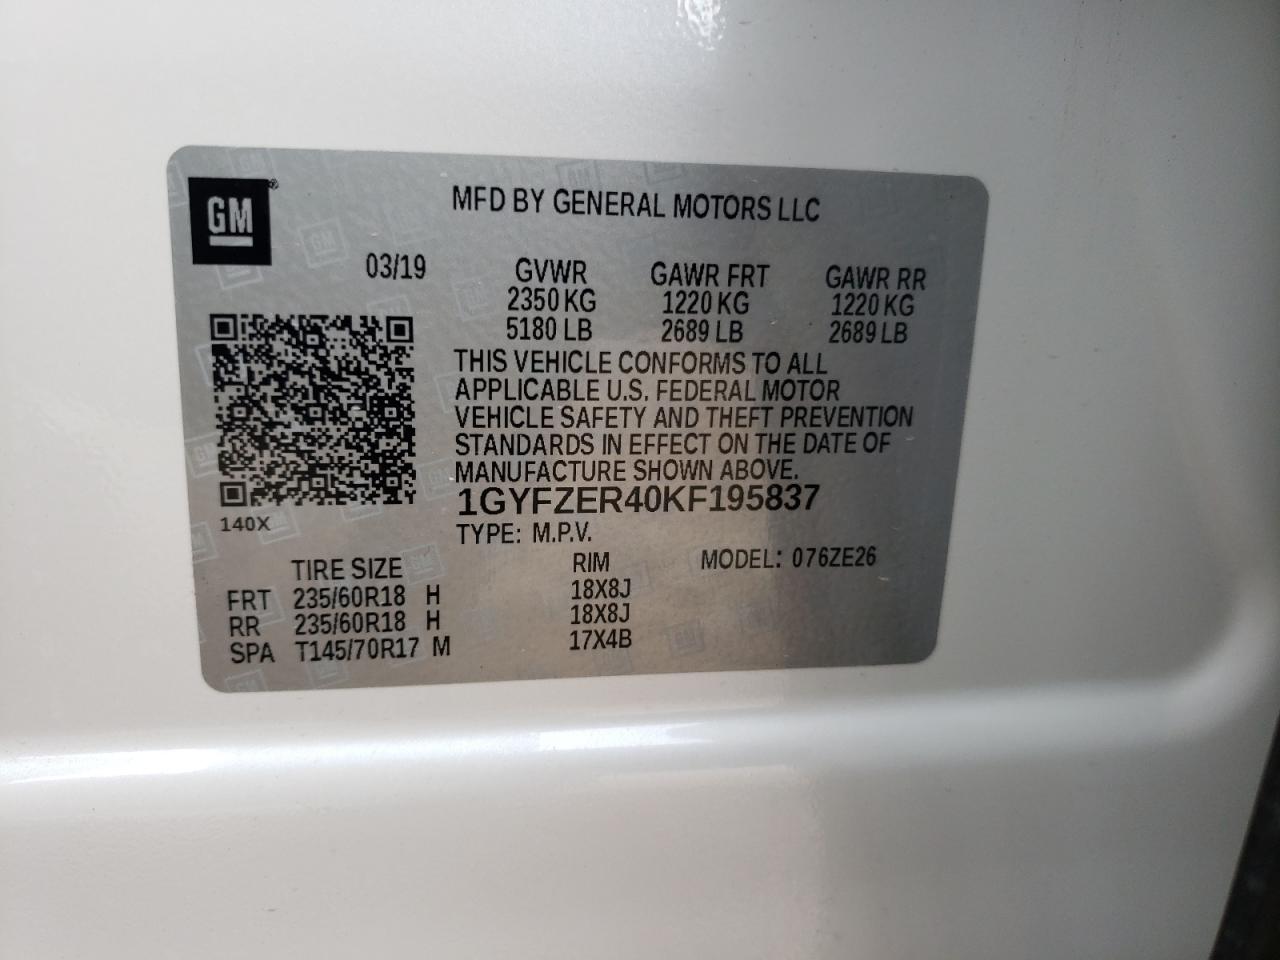 GM®
MFD BY GENERAL MOTORS LLC
03/19 GVWR GAWR FRT GAWR RR
2350 KG 1220 KG 1220 KG
5180 LB 2689 LB 2689 LB
THIS VEHICLE CONFORMS TO ALL
APPLICABLE U.S. FEDERAL MOTOR
VEHICLE SAFETY AND THEFT PREVENTION
STANDARDS IN EFFECT ON THE DATE OF
MANUFACTURE SHOWN ABOVE.
1GYFZER40KF195837
140X
TYPE: M.P.V.
TIRE SIZE RIM MODEL: 076ZE26
FRT 235/60R18 H 18X8J
RR 235/60R18 H 18X8J
SPA T145/70R17 M 17X4B